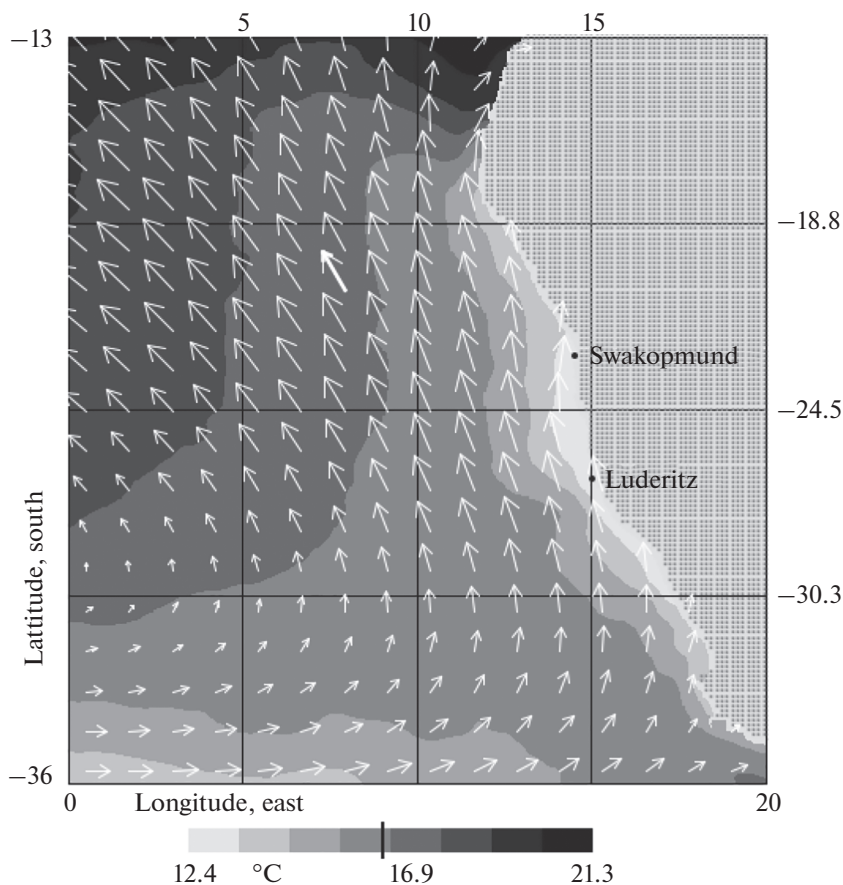 5 10 15
−13
−18.8
Swakopmund
−24.5
Luderitz
Lattitude, south
−30.3
−36
0 Longitude, east 20
12.4 °C 16.9 21.3